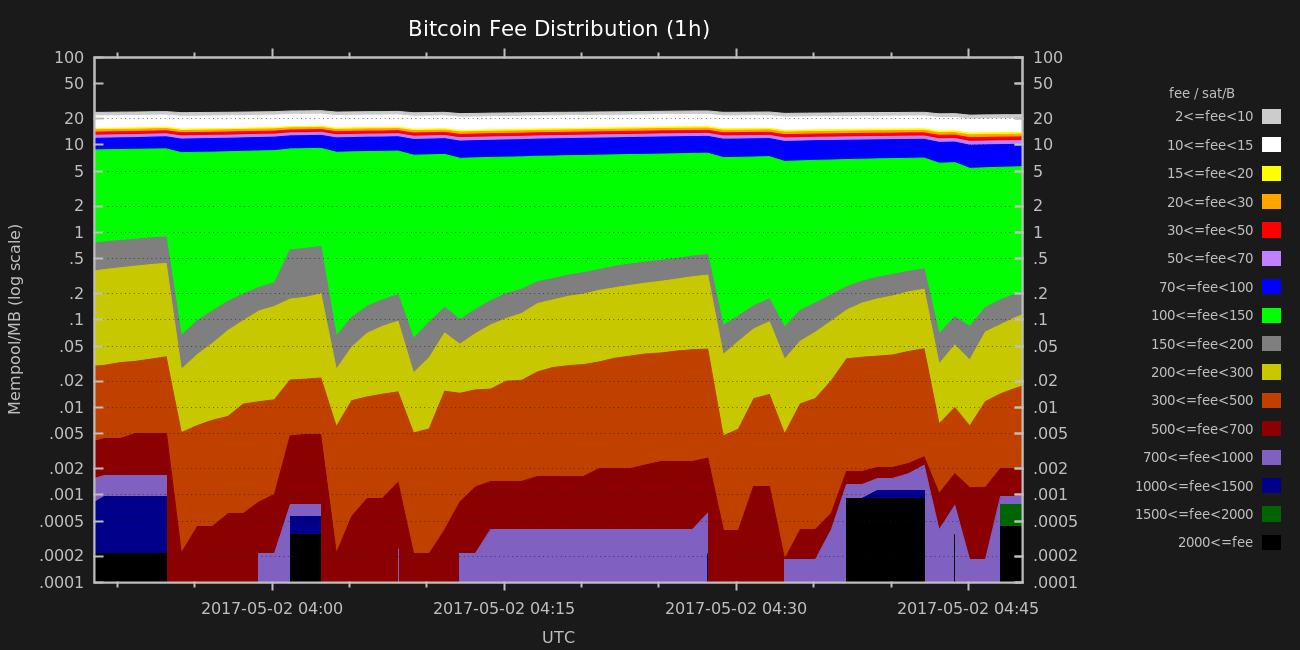 Bitcoin Fee Distribution (1h)
Mempool/MB (log scale)
100
50
20
10
5
2
1
.5
.2
.1
.05
.02
.01
.005
.002
.001
.0005
.0002
.0001
100
50
20
10
5
2
1
.5
.2
.1
.05
.02
.01
.005
.002
.001
.0005
.0002
.0001
2017-05-02 04:00
2017-05-02 04:15
2017-05-02 04:30
2017-05-02 04:45
UTC
fee / sat/B
2<=fee<10
10<=fee<15
15<=fee<20
20<=fee<30
30<=fee<50
50<=fee<70
70<=fee<100
100<=fee<150
150<=fee<200
200<=fee<300
300<=fee<500
500<=fee<700
700<=fee<1000
1000<=fee<1500
1500<=fee<2000
2000<=fee